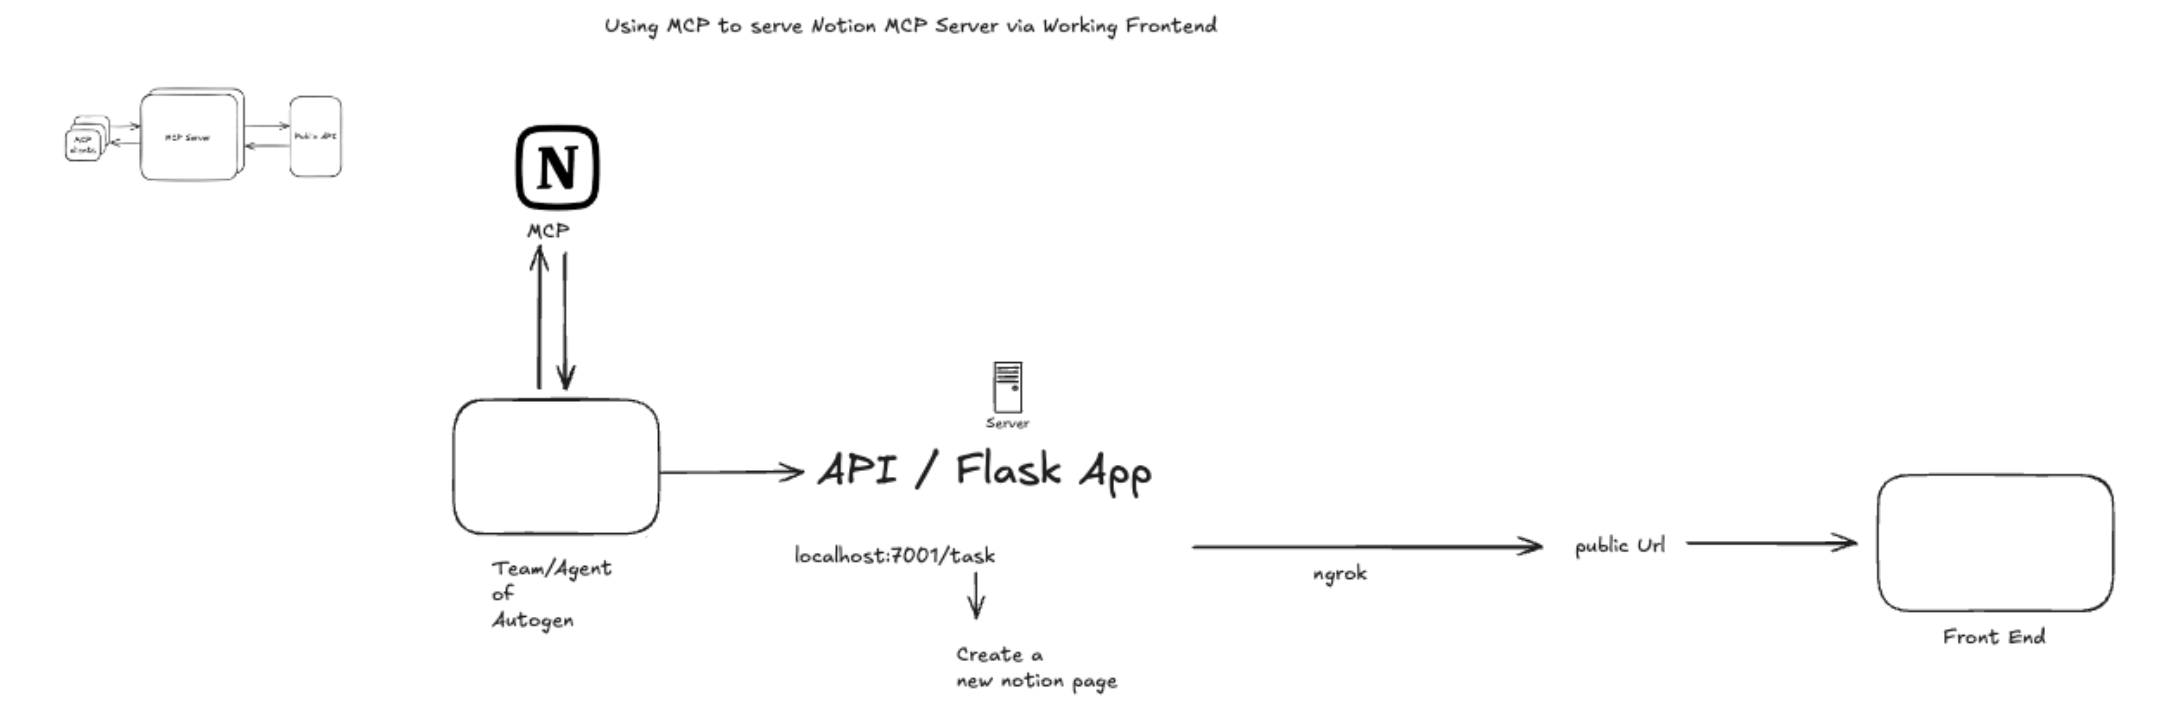 Using MCP to serve Notion MCP Server via Working Frontend
MCP
clients
MCP Server
Public API
N
MCP
Server
API / Flask App
Team/Agent
of
Autogen
localhost:7001/task
Create a
new notion page
ngrok
public Url
Front End